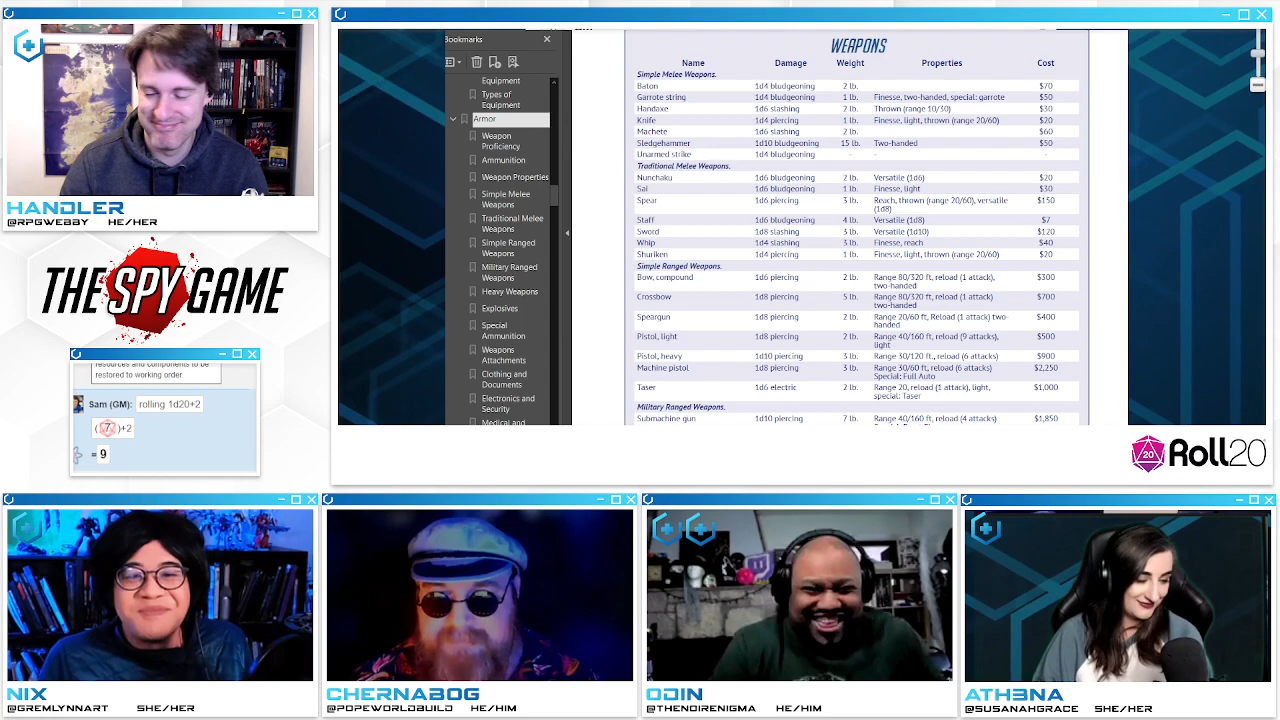 HANDLER
@RPGWEBBY HE/HER
THE SPY GAME
resources and components to be
restored to working order.
Sam (GM): rolling 1d20+2
(7)+2
= 9
Bookmarks
Equipment
Types of
Equipment
Armor
Weapon
Proficiency
Ammunition
Weapon Properties
Simple Melee
Weapons
Traditional Melee
Weapons
Simple Ranged
Weapons
Military Ranged
Weapons
Heavy Weapons
Explosives
Special
Ammunition
Weapons
Attachments
Clothing and
Documents
Electronics and
Security
Medical and
WEAPONS
Name Damage Weight Properties Cost
Simple Melee Weapons.
Baton 1d4 bludgeoning 2 lb. $70
Garrote string 1d4 bludgeoning 1 lb. Finesse, two-handed, special: garrote $50
Handaxe 1d6 slashing 2 lb. Thrown (range 10/30) $30
Knife 1d4 piercing 1 lb. Finesse, light, thrown (range 20/60) $20
Machete 1d6 slashing 2 lb. $60
Sledgehammer 1d10 bludgeoning 15 lb. Two-handed $50
Unarmed strike 1d4 bludgeoning - - -
Traditional Melee Weapons.
Nunchaku 1d6 bludgeoning 2 lb. Versatile (1d6) $20
Sai 1d6 bludgeoning 1 lb. Finesse, light $30
Spear 1d6 piercing 3 lb. Reach, thrown (range 20/60), versatile $150
(1d8)
Staff 1d6 bludgeoning 4 lb. Versatile (1d8) $7
Sword 1d8 slashing 3 lb. Versatile (1d10) $120
Whip 1d4 slashing 3 lb. Finesse, reach $40
Shuriken 1d4 piercing 1 lb. Finesse, light, thrown (range 20/60) $20
Simple Ranged Weapons.
Bow, compound 1d6 piercing 2 lb. Range 80/320 ft, reload (1 attack), $300
two-handed
Crossbow 1d8 piercing 5 lb. Range 80/320 ft, reload (1 attack) $700
two-handed
Speargun 1d8 piercing 2 lb. Range 20/60 ft, Reload (1 attack) two- $400
handed
Pistol, light 1d8 piercing 2 lb. Range 40/160 ft, reload (9 attacks), $500
light
Pistol, heavy 1d10 piercing 3 lb. Range 30/120 ft., reload (6 attacks) $900
Machine pistol 1d8 piercing 3 lb. Range 30/60 ft, reload (6 attacks) $2,250
Special: Full Auto
Taser 1d6 electric 2 lb. Range 20, reload (1 attack), light, $1,000
special: Taser
Military Ranged Weapons.
Submachine gun 1d10 piercing 7 lb. Range 40/160 ft, reload (4 attacks) $1,850
20 Roll20
NIX
@GREMLYNNART SHE/HER
CHERNABOG
@POPEWORLDBUILD HE/HIM
ODIN
@THENOIRENIGMA HE/HIM
ATH3NA
@SUSANAHGRACE SHE/HER